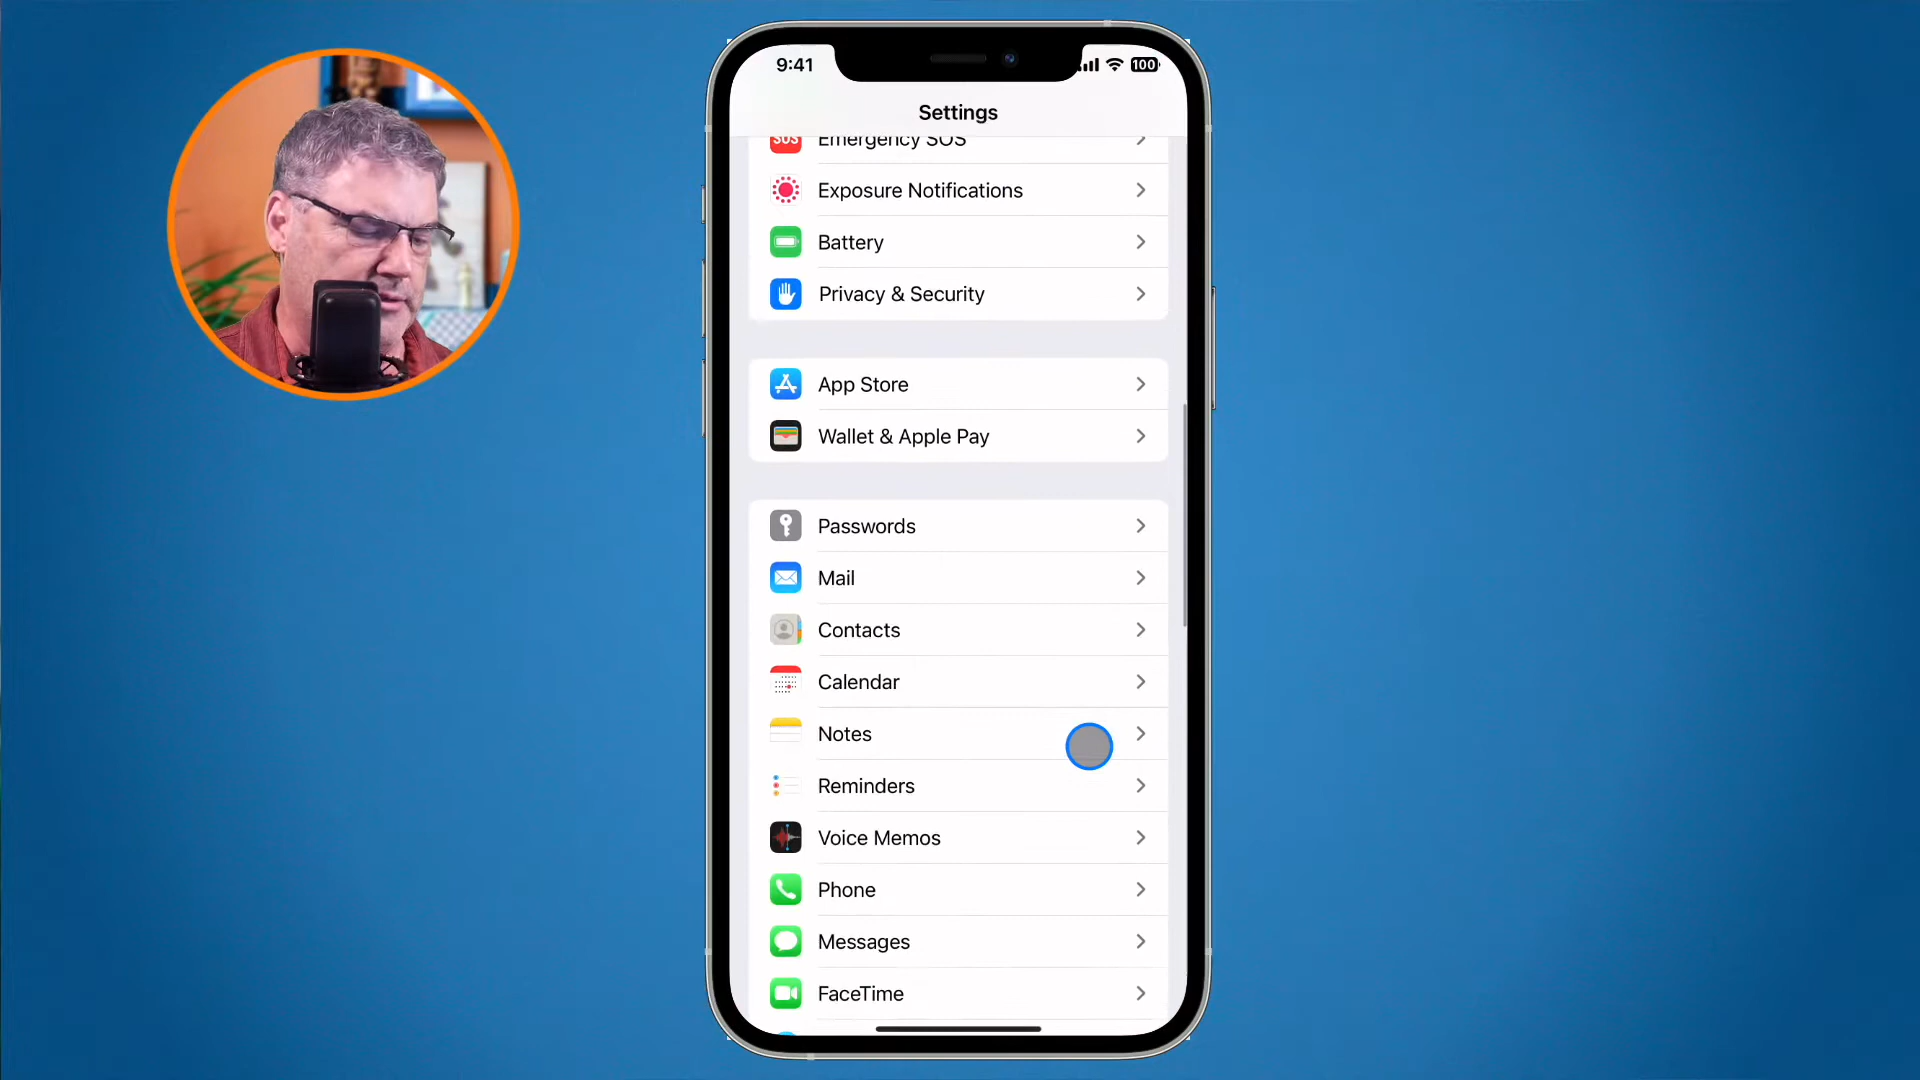 9:41
100
Settings
SOS
Emergency SOS
Exposure Notifications
Battery
Privacy & Security
App Store
Wallet & Apple Pay
Passwords
Mail
Contacts
Calendar
Notes
Reminders
Voice Memos
Phone
Messages
FaceTime